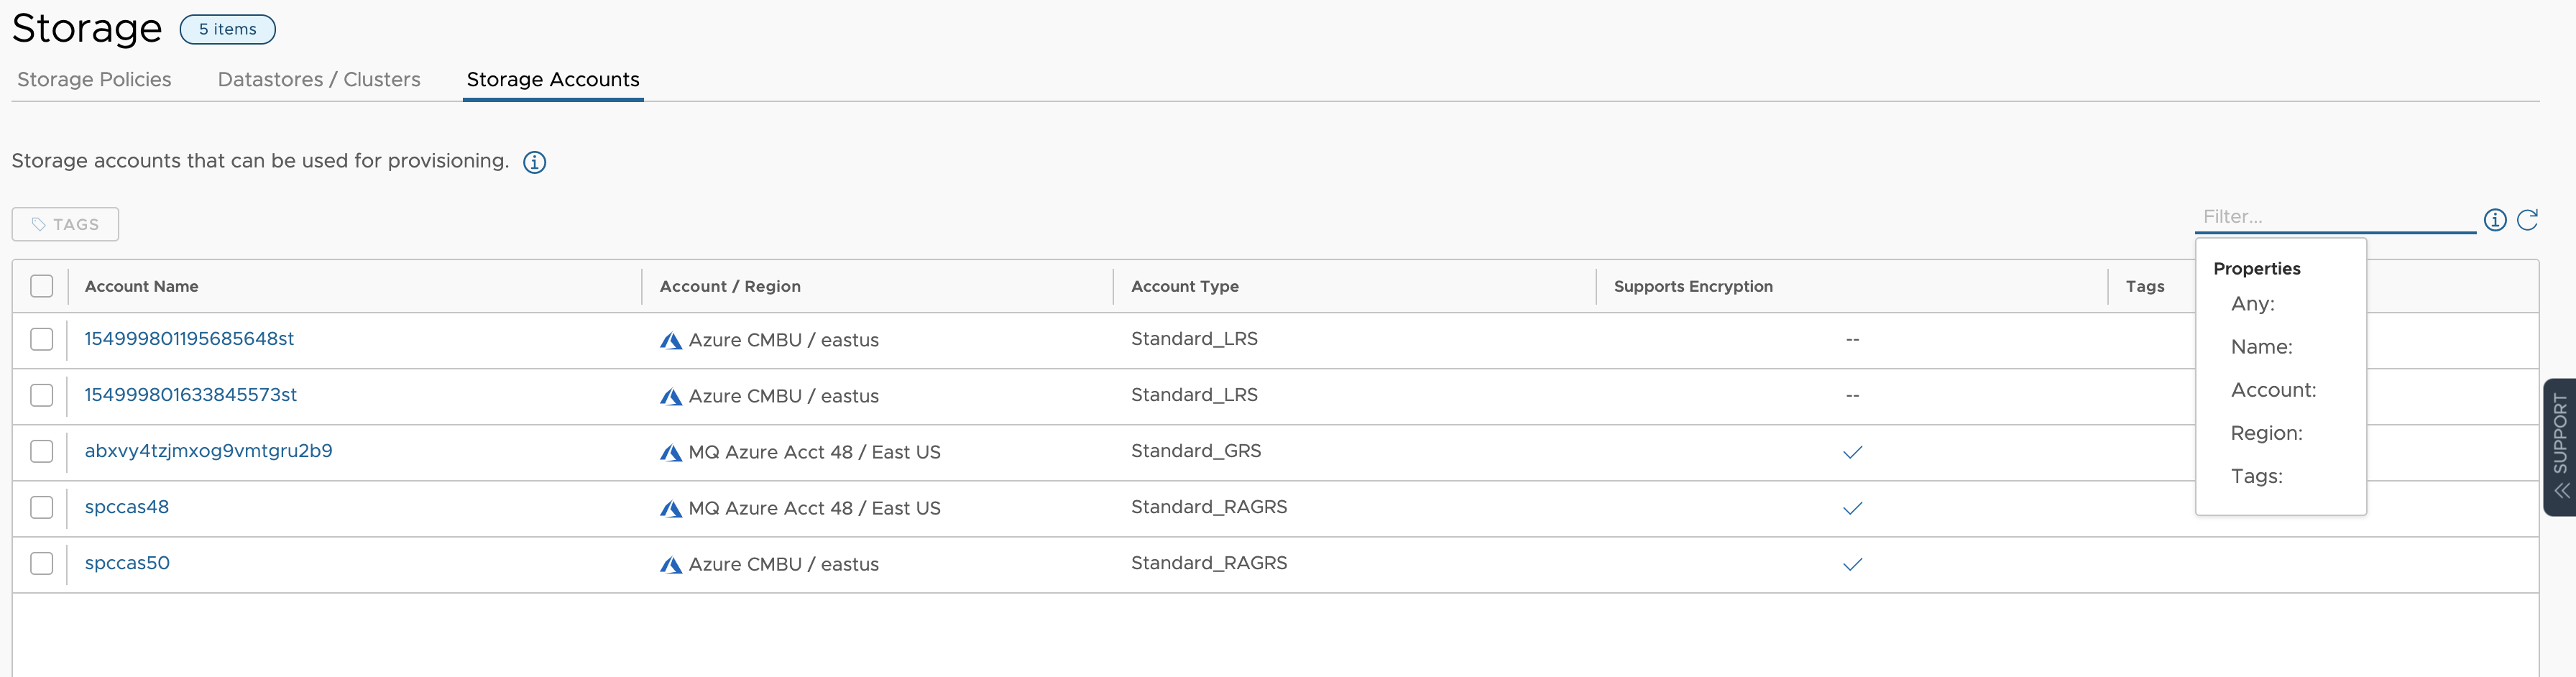 Storage 5 items
Storage Policies Datastores / Clusters Storage Accounts
Storage accounts that can be used for provisioning.
TAGS Filter...
Account Name Account / Region Account Type Supports Encryption Tags
154999801195685648st Azure CMBU / eastus Standard_LRS --
154999801633845573st Azure CMBU / eastus Standard_LRS --
abxvy4tzjmxog9vmtgru2b9 MQ Azure Acct 48 / East US Standard_GRS
spccas48 MQ Azure Acct 48 / East US Standard_RAGRS
spccas50 Azure CMBU / eastus Standard_RAGRS
Properties
Any:
Name:
Account:
Region:
Tags:
SUPPORT